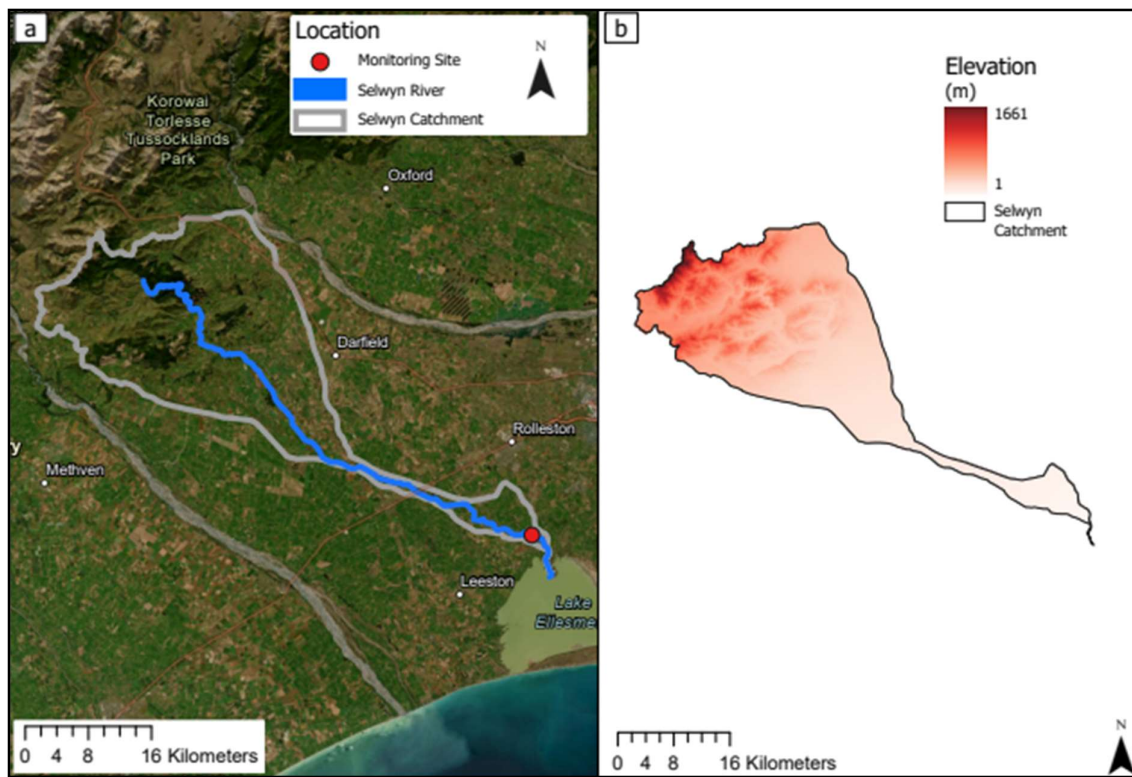 a
Location
N
Monitoring Site
Selwyn River
Selwyn Catchment
Korowai
Torlesse
Tussocklands
Park
Oxford
Darfield
Rolleston
ry
Methven
Leeston
Lake
Ellesme
0 4 8 16 Kilometers
b
Elevation
(m)
1661
1
Selwyn
Catchment
0 4 8 16 Kilometers
N